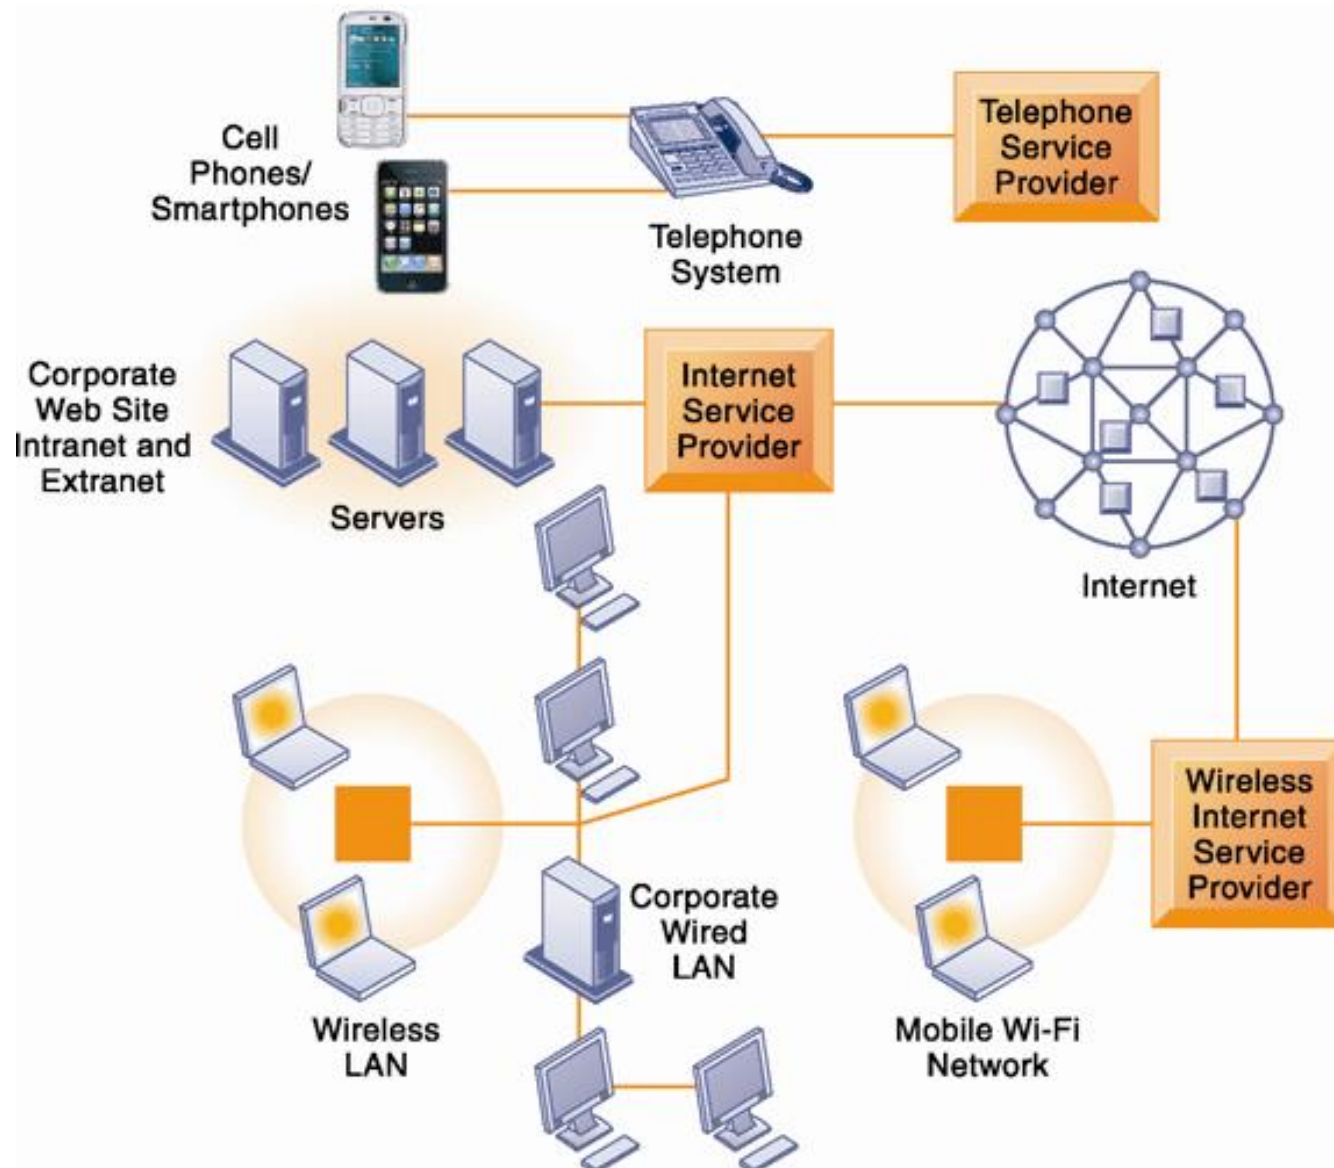 Cell
Phones/
Smartphones
Telephone
System
Telephone
Service
Provider
Corporate
Web Site
Intranet and
Extranet
Servers
Internet
Service
Provider
Internet
Wireless
LAN
Corporate
Wired
LAN
Mobile Wi-Fi
Network
Wireless
Internet
Service
Provider